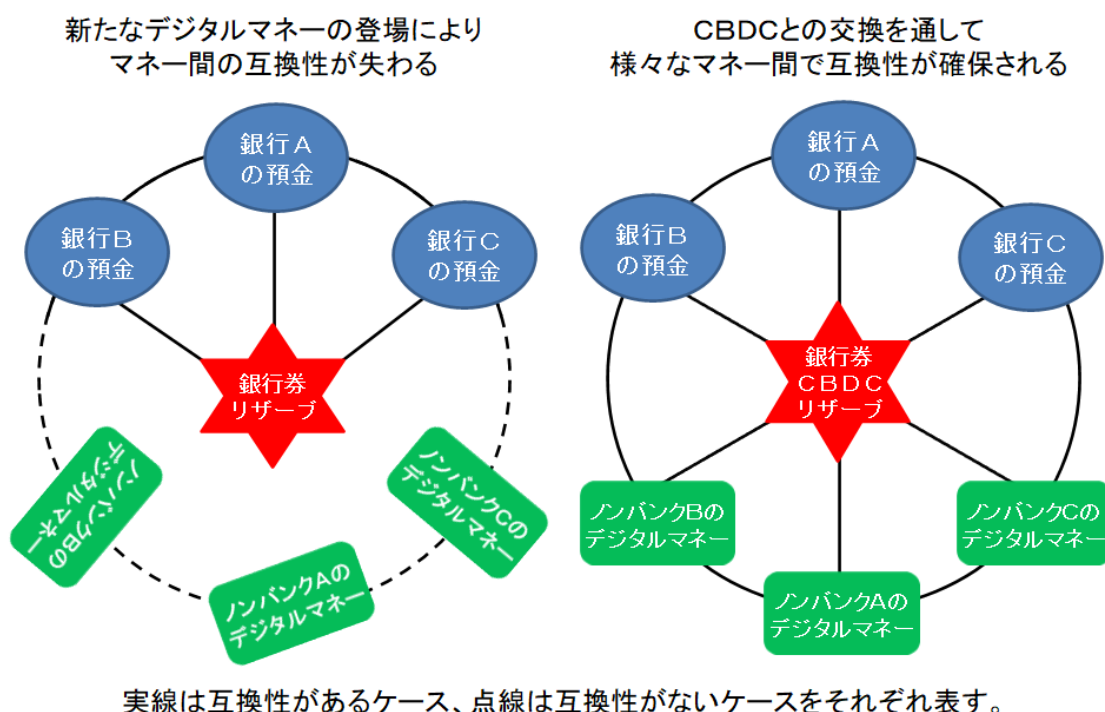 新たなデジタルマネーの登場により
マネー間の互換性が失わる
銀行A
の預金
銀行B
の預金
銀行C
の預金
銀行券
リザーブ
ノンバンクBの
デジタルマネー
ノンバンクAの
デジタルマネー
ノンバンクCの
デジタルマネー
CBDCとの交換を通して
様々なマネー間で互換性が確保される
銀行A
の預金
銀行B
の預金
銀行C
の預金
銀行券
CBDC
リザーブ
ノンバンクBの
デジタルマネー
ノンバンクCの
デジタルマネー
ノンバンクAの
デジタルマネー
実線は互換性があるケース、点線は互換性がないケースをそれぞれ表す。